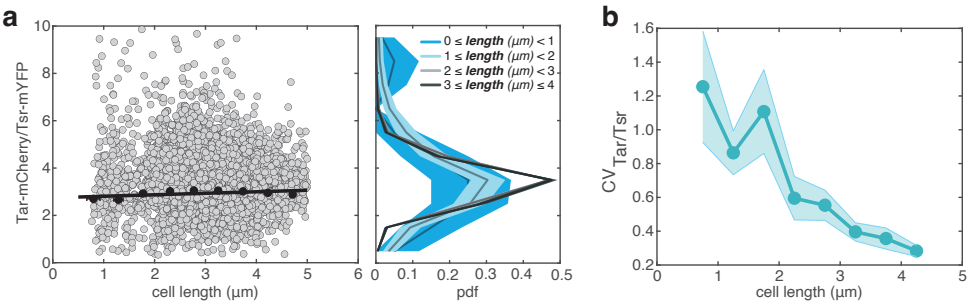 a
Tar-mCherry/Tsr-mYFP
10
8
6
4
2
0
0 1 2 3 4 5 6
cell length (µm)
0 ≤ length (µm) < 1
1 ≤ length (µm) < 2
2 ≤ length (µm) < 3
3 ≤ length (µm) ≤ 4
0 0.1 0.2 0.3 0.4 0.5
pdf
b
CV Tar/Tsr
1.6
1.4
1.2
1.0
0.8
0.6
0.4
0.2
0 1 2 3 4 5
cell length (µm)